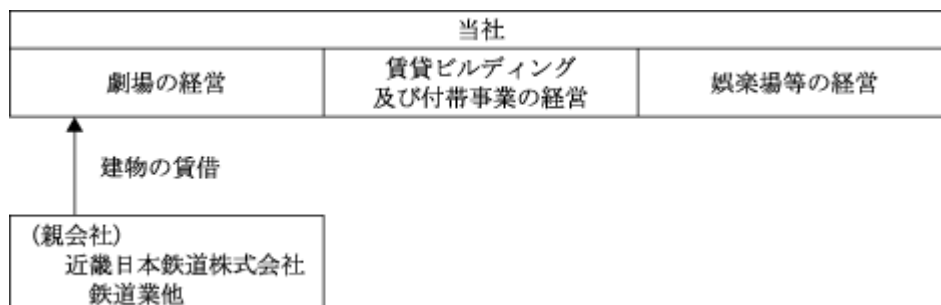 当社
劇場の経営
賃貸ビルディング
及び付帯事業の経営
娯楽場等の経営
建物の賃借
(親会社)
近畿日本鉄道株式会社
鉄道業他